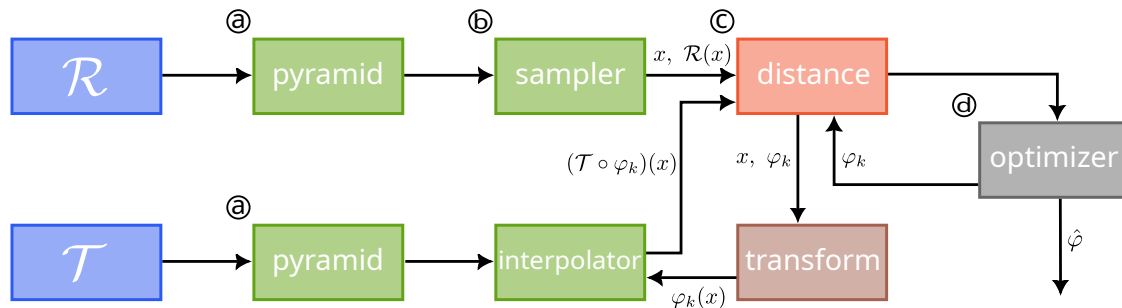 ⓐ ⓑ ⓒ
ℛ pyramid sampler x, ℛ(x) distance
ⓓ
(𝒯 ∘ φₖ)(x) x, φₖ φₖ optimizer
ⓐ
𝒯 pyramid interpolator transform φ̂
φₖ(x)